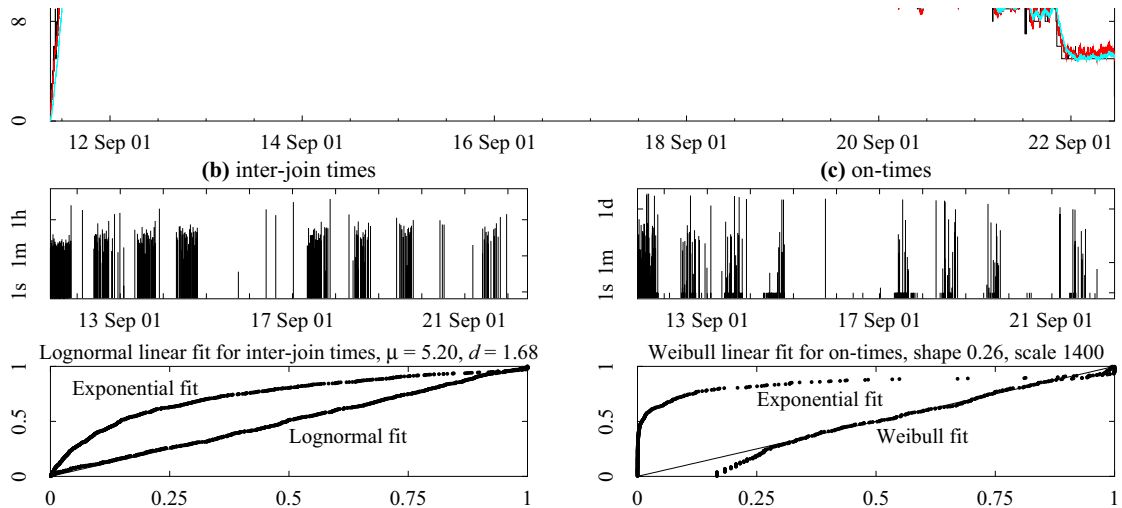 8
0
12 Sep 01 14 Sep 01 16 Sep 01 18 Sep 01 20 Sep 01 22 Sep 01
(b) inter-join times
1h
1m
1s
13 Sep 01 17 Sep 01 21 Sep 01
(c) on-times
1d
1m
1s
13 Sep 01 17 Sep 01 21 Sep 01
Lognormal linear fit for inter-join times, μ = 5.20, d = 1.68
1
0.5
0
Exponential fit
Lognormal fit
0 0.25 0.5 0.75 1
Weibull linear fit for on-times, shape 0.26, scale 1400
1
0.5
0
Exponential fit
Weibull fit
0 0.25 0.5 0.75 1